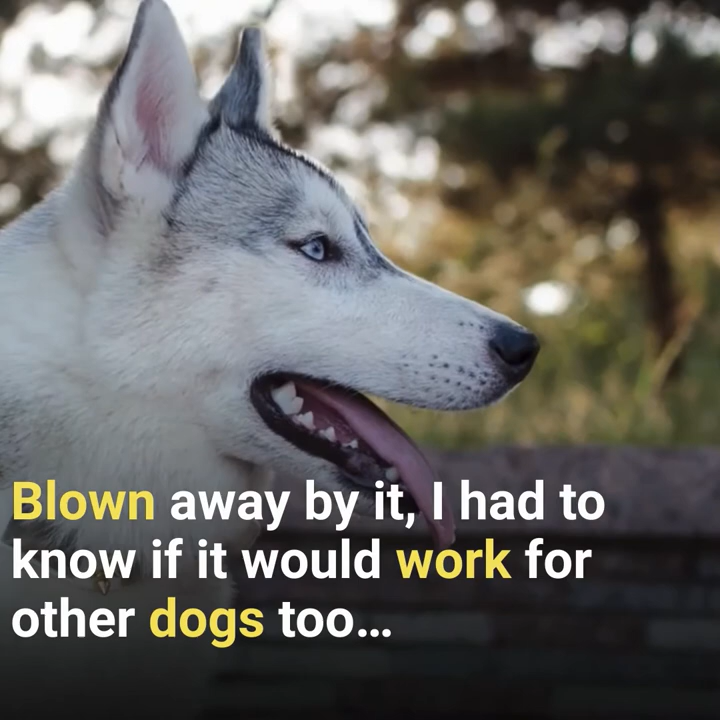 Blown away by it, I had to
know if it would work for
other dogs too...